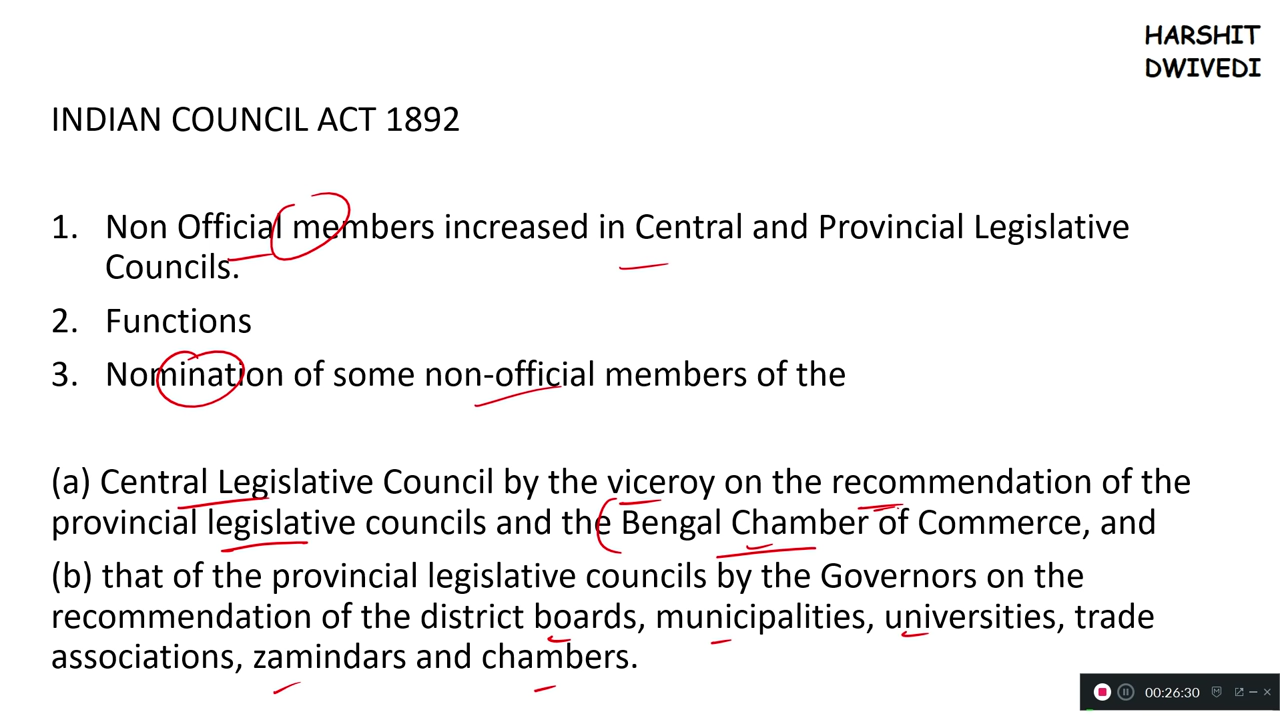 HARSHIT
DWIVEDI
INDIAN COUNCIL ACT 1892
1. Non Official members increased in Central and Provincial Legislative
Councils.
2. Functions
3. Nomination of some non-official members of the
(a) Central Legislative Council by the viceroy on the recommendation of the
provincial legislative councils and the Bengal Chamber of Commerce, and
(b) that of the provincial legislative councils by the Governors on the
recommendation of the district boards, municipalities, universities, trade
associations, zamindars and chambers.
00:26:30